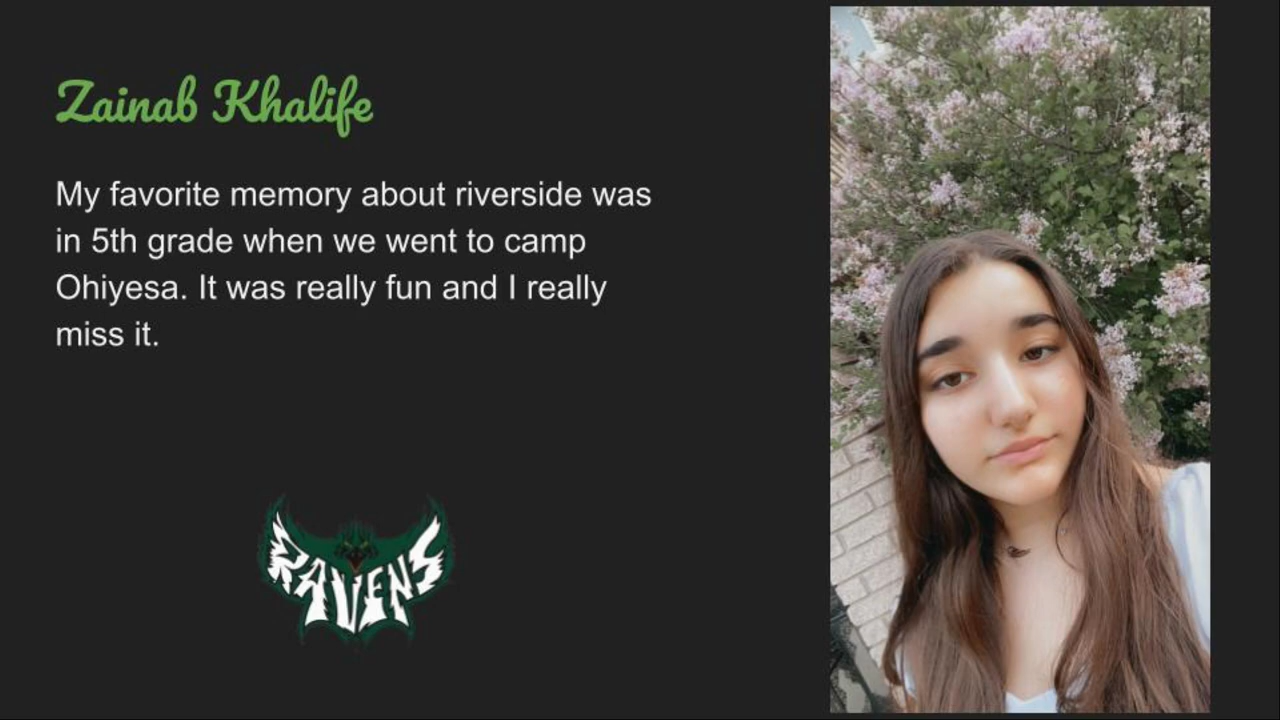 Zainab Khalife
My favorite memory about riverside was
in 5th grade when we went to camp
Ohiyesa. It was really fun and I really
miss it.
RAVENS